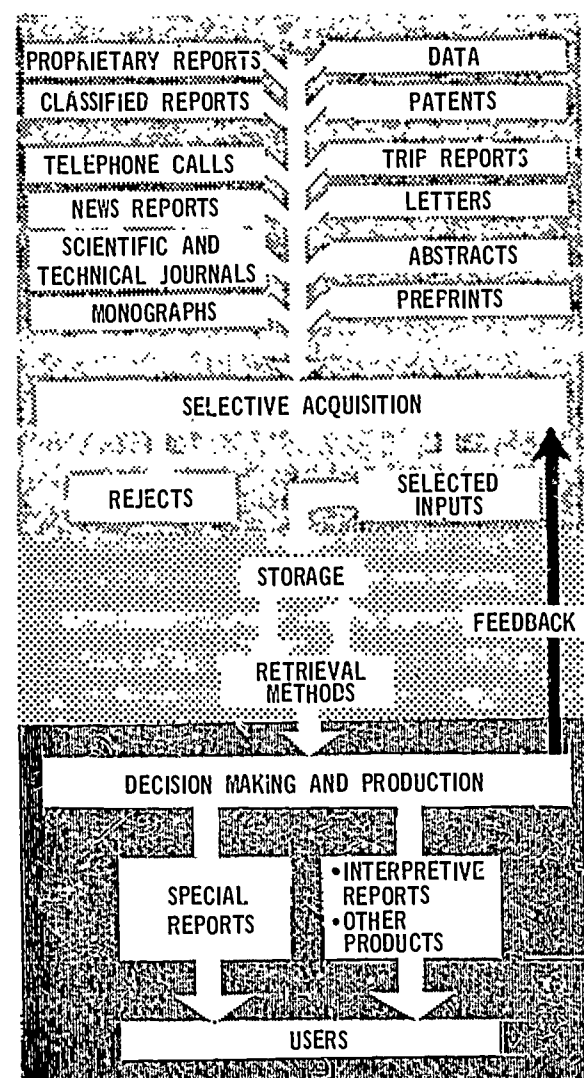 PROPRIETARY REPORTS
CLASSIFIED REPORTS
TELEPHONE CALLS
NEWS REPORTS
SCIENTIFIC AND
TECHNICAL JOURNALS
MONOGRAPHS
DATA
PATENTS
TRIP REPORTS
LETTERS
ABSTRACTS
PREPRINTS
SELECTIVE ACQUISITION
REJECTS
SELECTED
INPUTS
STORAGE
FEEDBACK
RETRIEVAL
METHODS
DECISION MAKING AND PRODUCTION
SPECIAL
REPORTS
•INTERPRETIVE
REPORTS
•OTHER
PRODUCTS
USERS